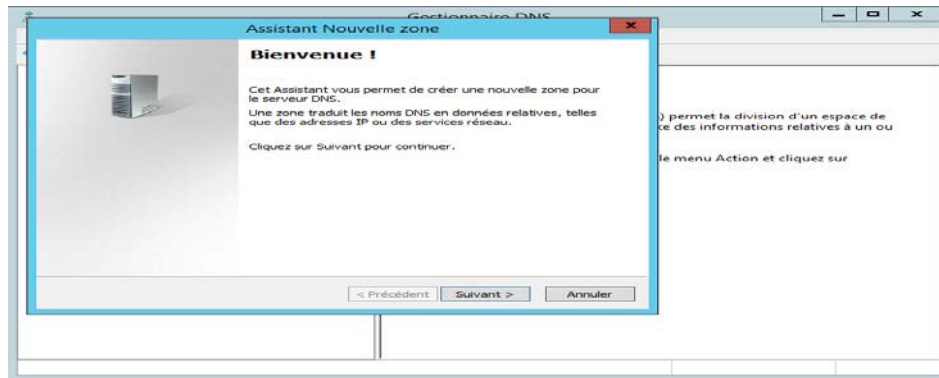 Gestionnaire DNS
Assistant Nouvelle zone
Bienvenue !
Cet Assistant vous permet de créer une nouvelle zone pour
le serveur DNS.
Une zone traduit les noms DNS en données relatives, telles
que des adresses IP ou des services réseau.
Cliquez sur Suivant pour continuer.
) permet la division d'un espace de
ce des informations relatives à un ou
le menu Action et cliquez sur
< Précédent
Suivant >
Annuler